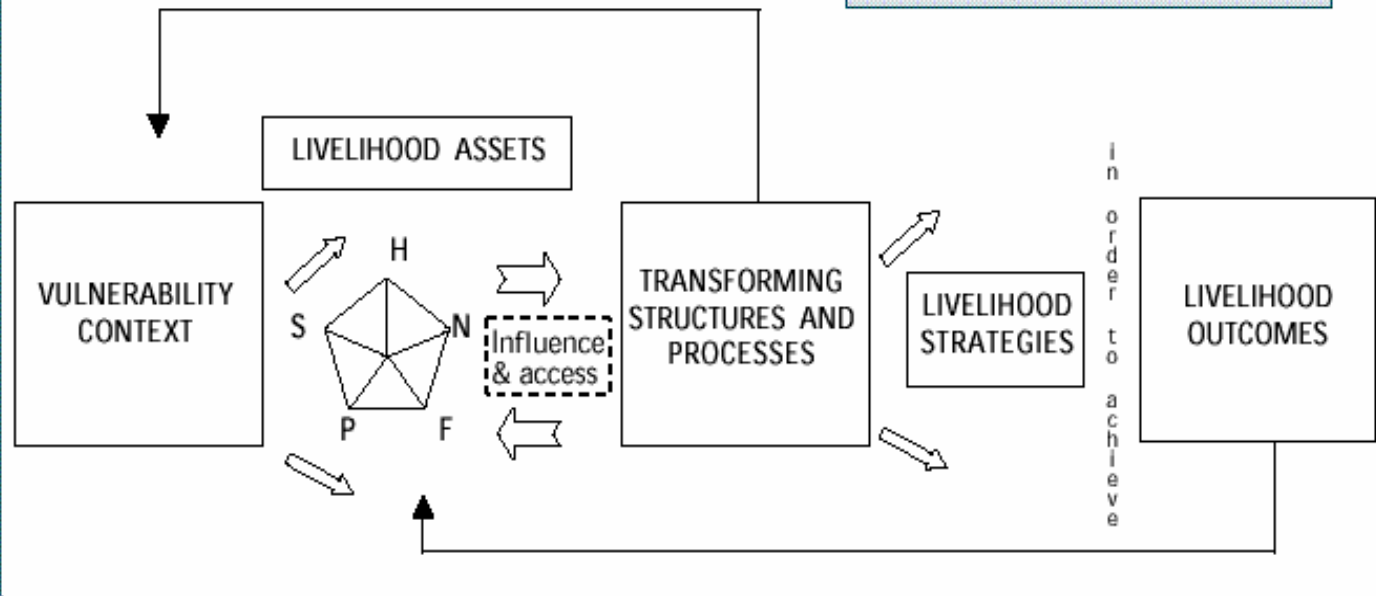 LIVELIHOOD ASSETS
VULNERABILITY
CONTEXT
H
S
N
P
F
Influence
& access
TRANSFORMING
STRUCTURES AND
PROCESSES
LIVELIHOOD
STRATEGIES
in order to achieve
LIVELIHOOD
OUTCOMES